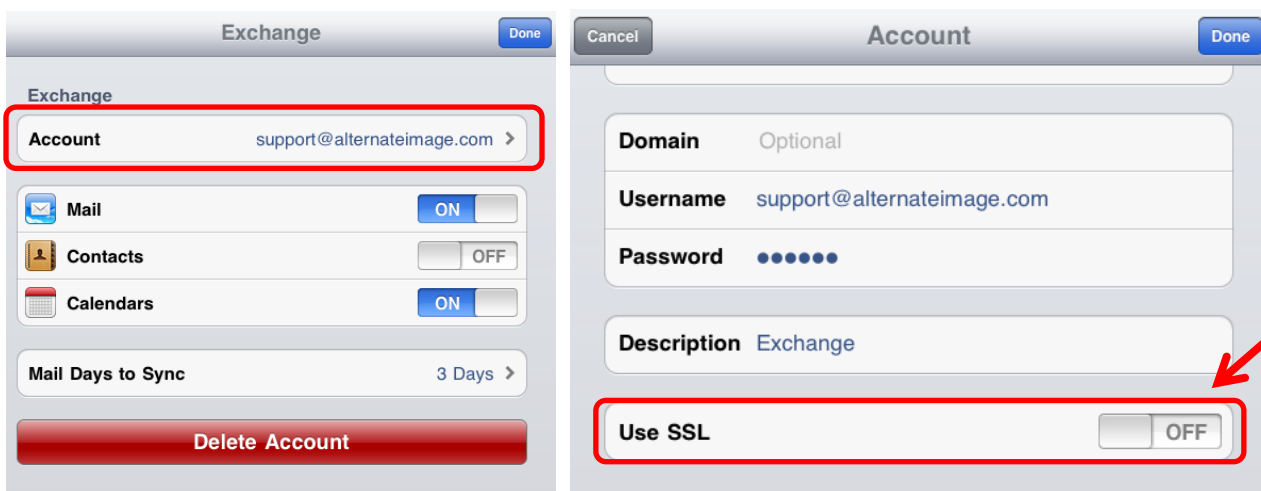 Exchange
Done
Exchange
Account support@alternateimage.com
Mail ON
Contacts OFF
Calendars ON
Mail Days to Sync 3 Days
Delete Account
Cancel
Account
Done
Domain Optional
Username support@alternateimage.com
Password ●●●●●●
Description Exchange
Use SSL OFF